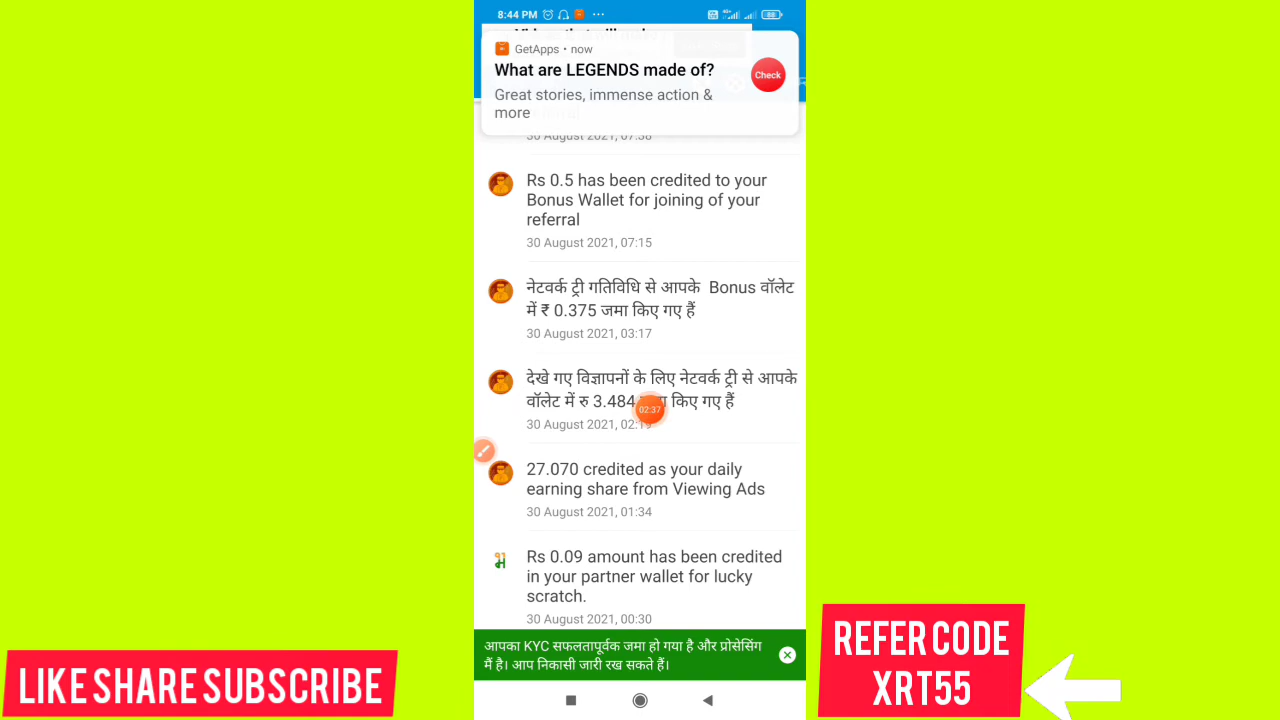 8:44 PM
GetApps • now
What are LEGENDS made of?
Great stories, immense action &
more
Check
30 August 2021, 07:38
Rs 0.5 has been credited to your
Bonus Wallet for joining of your
referral
30 August 2021, 07:15
नेटवर्क ट्री गतिविधि से आपके Bonus वॉलेट
में ₹ 0.375 जमा किए गए हैं
30 August 2021, 03:17
देखे गए विज्ञापनों के लिए नेटवर्क ट्री से आपके
वॉलेट में रु 3.484 किए गए हैं
02:37
30 August 2021,
27.070 credited as your daily
earning share from Viewing Ads
30 August 2021, 01:34
Rs 0.09 amount has been credited
in your partner wallet for lucky
scratch.
30 August 2021, 00:30
आपका KYC सफलतापूर्वक जमा हो गया है और प्रोसेसिंग
मैं है। आप निकासी जारी रख सकते हैं।
LIKE SHARE SUBSCRIBE
REFER CODE
XRT55